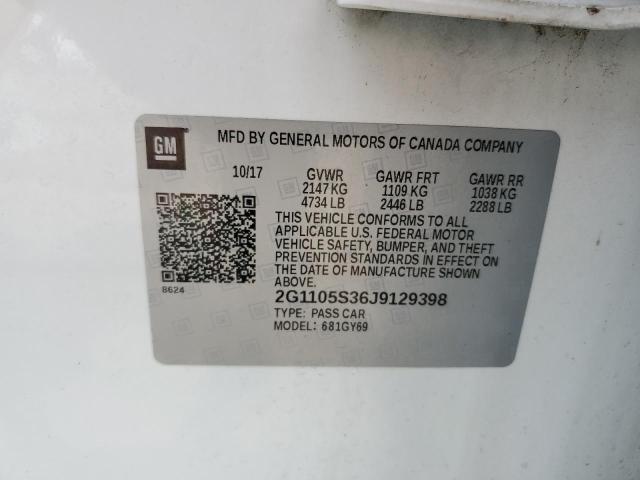 GM
MFD BY GENERAL MOTORS OF CANADA COMPANY
10/17 GVWR GAWR FRT GAWR RR
2147 KG 1109 KG 1038 KG
4734 LB 2446 LB 2288 LB
THIS VEHICLE CONFORMS TO ALL
APPLICABLE U.S. FEDERAL MOTOR
VEHICLE SAFETY, BUMPER, AND THEFT
PREVENTION STANDARDS IN EFFECT ON
THE DATE OF MANUFACTURE SHOWN
ABOVE.
8624
2G1105S36J9129398
TYPE: PASS CAR
MODEL: 681GY69